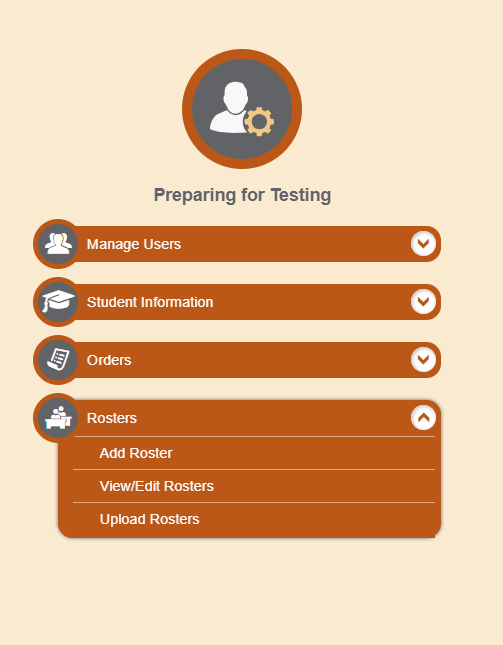 Preparing for Testing
Manage Users
Student Information
Orders
Rosters
Add Roster
View/Edit Rosters
Upload Rosters